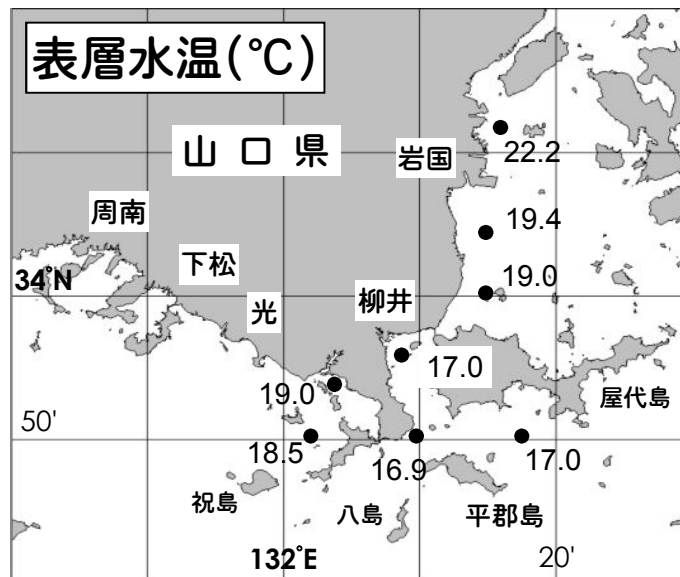 表層水温(℃)
山口県
岩国
22.2
周南
19.4
下松
34°N
19.0
光
柳井
17.0
19.0
屋代島
50'
18.5
16.9
17.0
祝島
八島
平郡島
132°E
20'